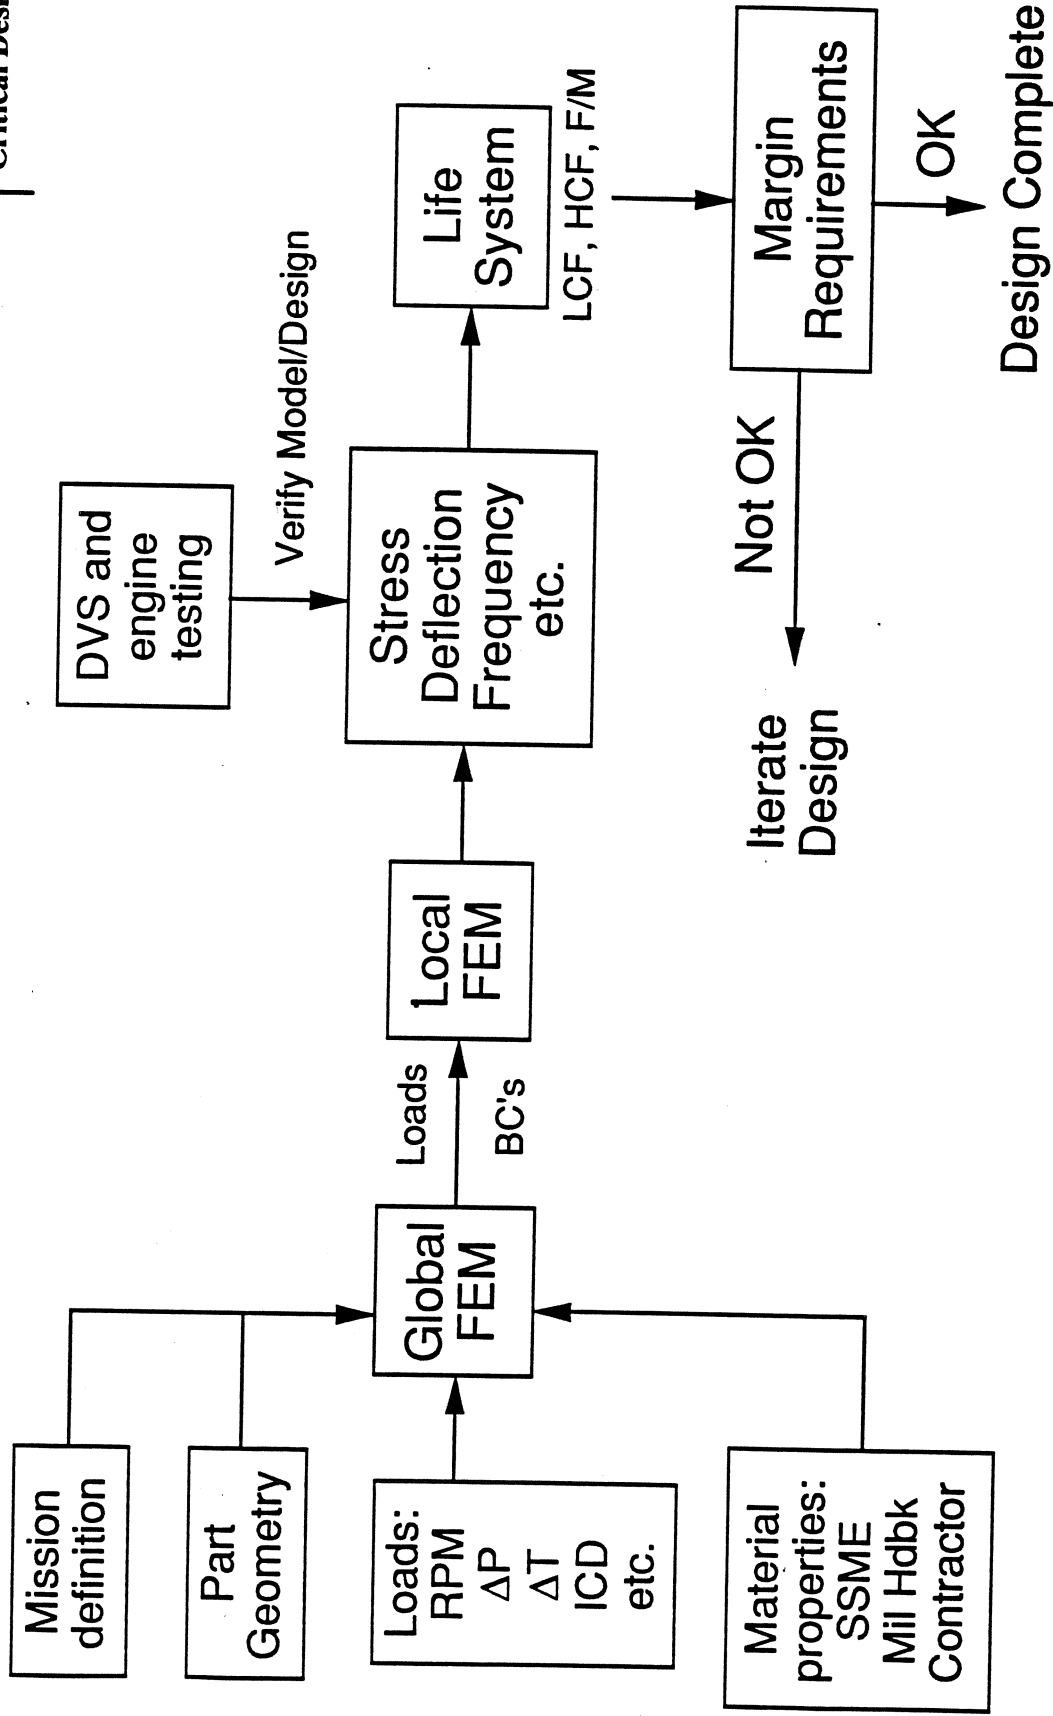 Critical Desi
Mission
definition
Part
Geometry
Loads:
RPM
ΔP
ΔT
ICD
etc.
Material
properties:
SSME
Mil Hdbk
Contractor
Global
FEM
Loads
BC's
Local
FEM
DVS and
engine
testing
Verify Model/Design
Stress
Deflection
Frequency
etc.
Life
System
LCF, HCF, F/M
Margin
Requirements
Not OK
Iterate
Design
OK
Design Complete